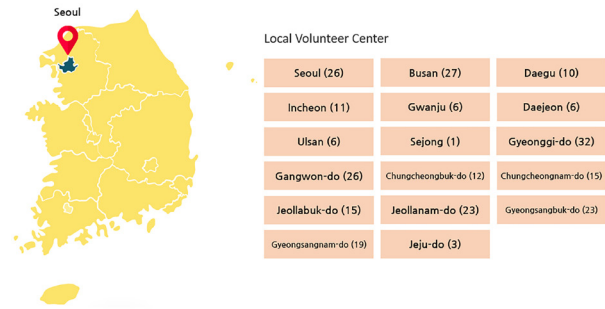 Seoul
Local Volunteer Center
Seoul (26)
Busan (27)
Daegu (10)
Incheon (11)
Gwanju (6)
Daejeon (6)
Ulsan (6)
Sejong (1)
Gyeonggi-do (32)
Gangwon-do (26)
Chungcheongbuk-do (12)
Chungcheongnam-do (15)
Jeollabuk-do (15)
Jeollanam-do (23)
Gyeongsangbuk-do (23)
Gyeongsangnam-do (19)
Jeju-do (3)